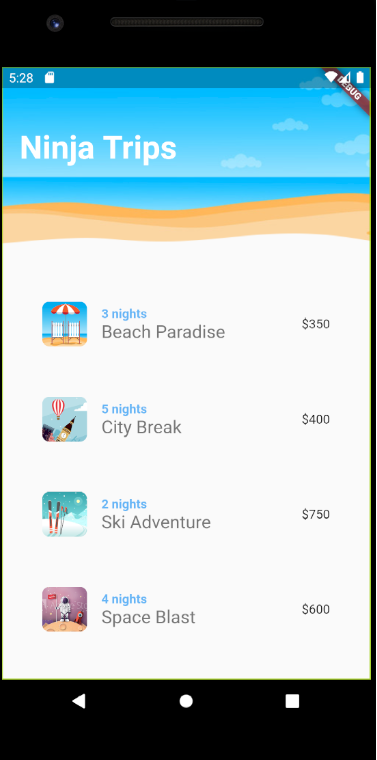 5:28
DEBUG
Ninja Trips
3 nights
Beach Paradise
$350
5 nights
City Break
$400
2 nights
Ski Adventure
$750
4 nights
Space Blast
$600